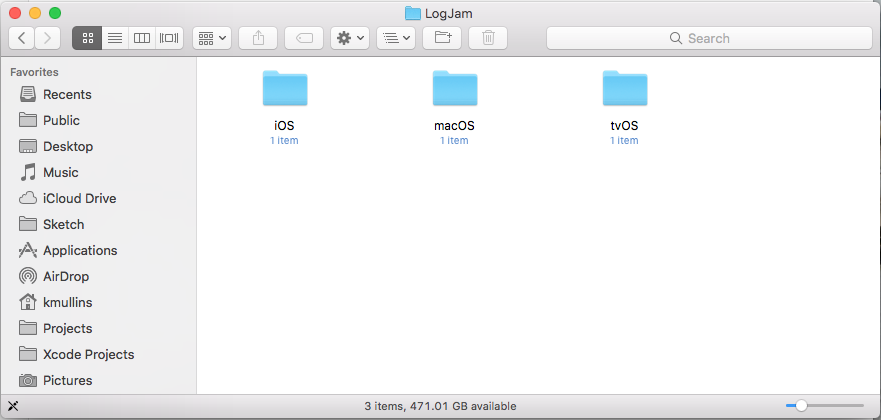 LogJam
Search
Favorites
Recents
Public
Desktop
Music
iCloud Drive
Sketch
Applications
AirDrop
kmullins
Projects
Xcode Projects
Pictures
iOS
1 item
macOS
1 item
tvOS
1 item
3 items, 471.01 GB available